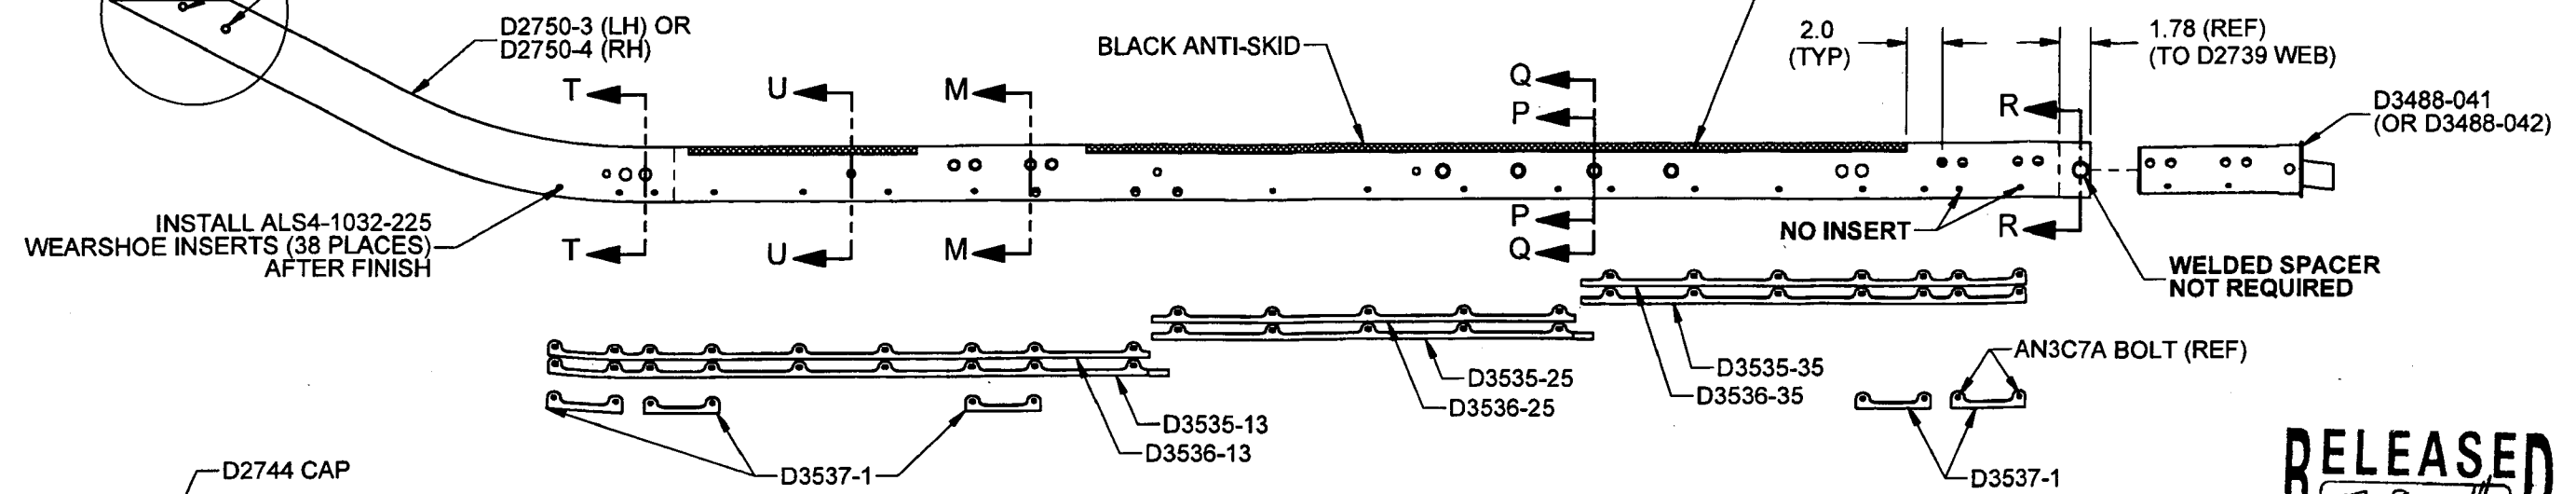 D2750-3 (LH) OR
D2750-4 (RH)
BLACK ANTI-SKID
2.0
(TYP)
1.78 (REF)
(TO D2739 WEB)
D3488-041
(OR D3488-042)
T
U
M
Q
P
R
INSTALL ALS4-1032-225
WEARSHOE INSERTS (38 PLACES)
AFTER FINISH
T
U
M
P
Q
NO INSERT
R
WELDED SPACER
NOT REQUIRED
D3535-13
D3536-13
D3535-25
D3536-25
D3535-35
D3536-35
AN3C7A BOLT (REF)
D3537-1
D3537-1
D2744 CAP
RELEASED